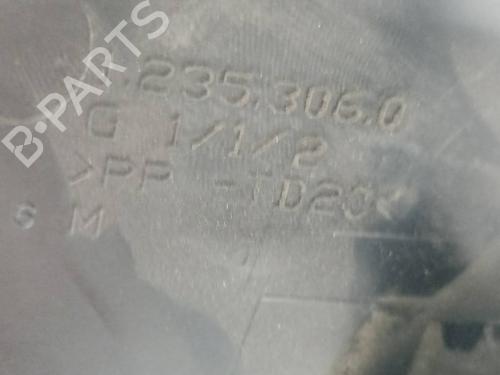 B-PARTS
.235.306.0
G 1/1/2
>PP -TD20<
S M